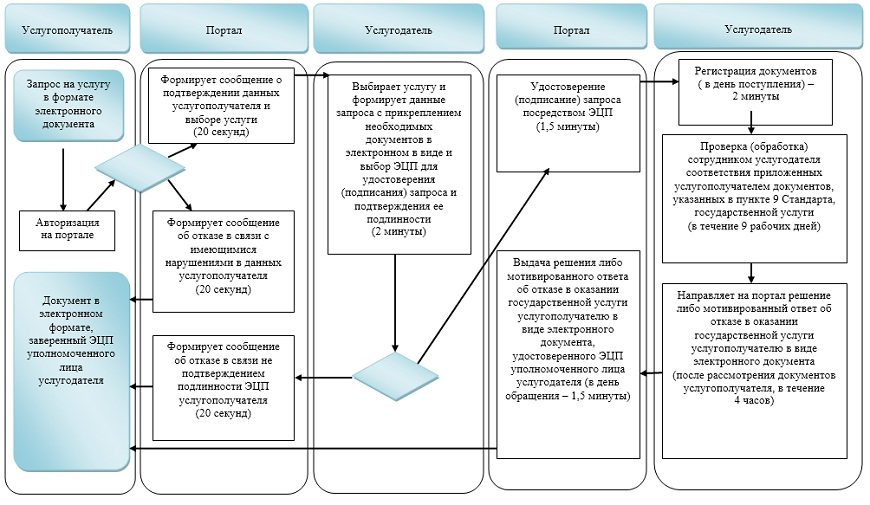 Услугополучатель
Портал
Услугодатель
Портал
Услугодатель
Запрос на услугу
в формате
электронного
документа
Авторизация
на портале
Документ в
электронном
формате,
заверенный ЭЦП
уполномоченного
лица
услугодателя
Формирует сообщение о
подтверждении данных
услугополучателя и
выборе услуги
(20 секунд)
Формирует сообщение
об отказе в связи с
имеющимися
нарушениями в данных
услугополучателя
(20 секунд)
Формирует сообщение
об отказе в связи не
подтверждением
подлинности ЭЦП
услугополучателя
(20 секунд)
Выбирает услугу и
формирует данные
запроса с прикреплением
необходимых
документов в
электронном в виде и
выбор ЭЦП для
удостоверения
(подписания) запроса и
подтверждения ее
подлинности
(2 минуты)
Удостоверение
(подписание) запроса
посредством ЭЦП
(1,5 минуты)
Выдача решения либо
мотивированного ответа
об отказе в оказании
государственной услуги
услугополучателю в
виде электронного
документа,
удостоверенного ЭЦП
уполномоченного лица
услугодателя (в день
обращения – 1,5 минуты)
Регистрация документов
( в день поступления) –
2 минуты
Проверка (обработка)
сотрудником услугодателя
соответствия приложенных
услугополучателем документов,
указанных в пункте 9 Стандарта,
государственной услуги
(в течение 9 рабочих дней)
Направляет на портал решение
либо мотивированный ответ об
отказе в оказании
государственной услуги
услугополучателю в виде
электронного документа
(после рассмотрения документов
услугополучателя, в течение
4 часов)